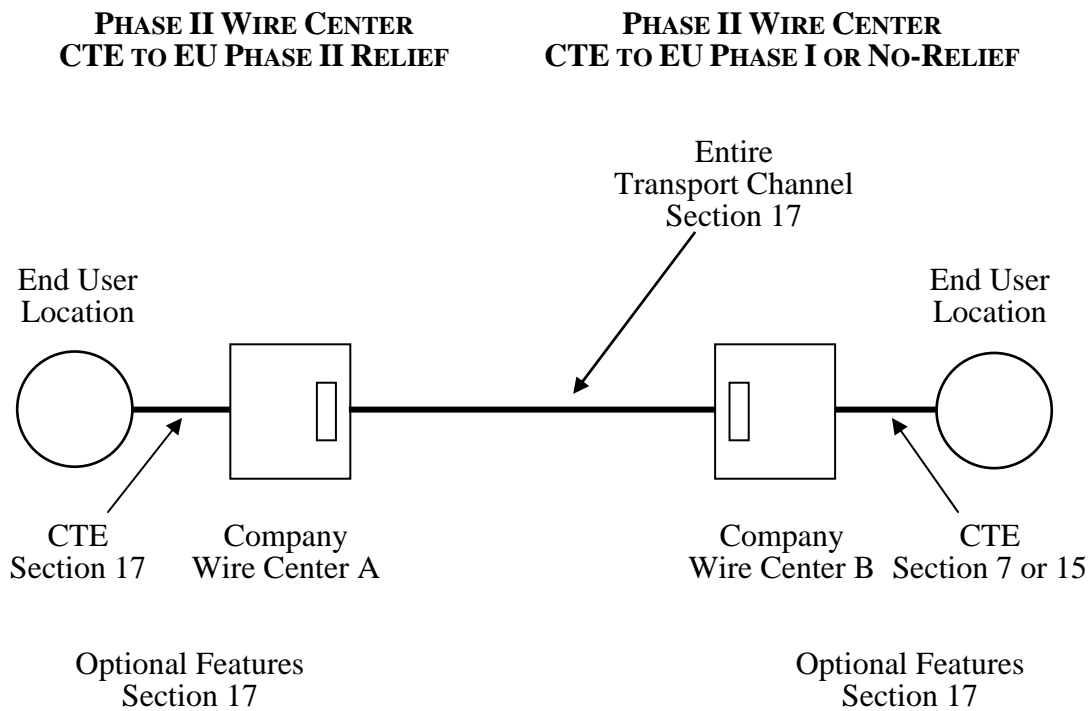 PHASE II WIRE CENTER
CTE TO EU PHASE II RELIEF
PHASE II WIRE CENTER
CTE TO EU PHASE I OR NO-RELIEF
Entire
Transport Channel
Section 17
End User
Location
End User
Location
CTE
Section 17
Company
Wire Center A
Company
Wire Center B
CTE
Section 7 or 15
Optional Features
Section 17
Optional Features
Section 17